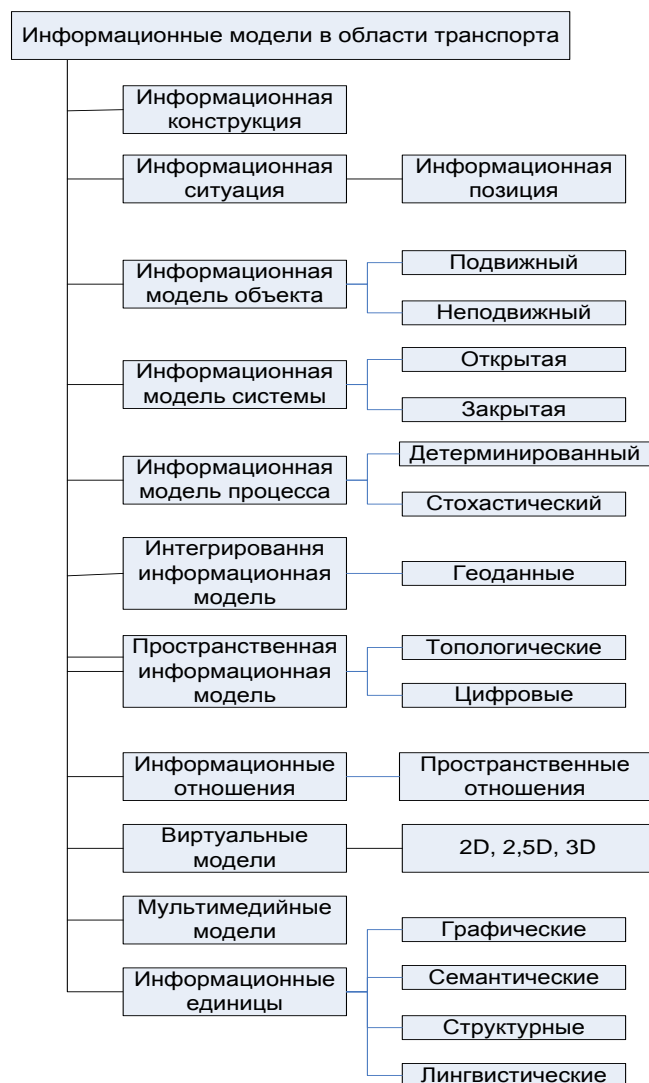 Информационные модели в области транспорта
Информационная
конструкция
Информационная
ситуация
Информационная
позиция
Информационная
модель объекта
Подвижный
Неподвижный
Информационная
модель системы
Открытая
Закрытая
Информационная
модель процесса
Детерминированный
Стохастический
Интегрировання
информационная
модель
Геоданные
Пространственная
информационная
модель
Топологические
Цифровые
Информационные
отношения
Пространственные
отношения
Виртуальные
модели
2D, 2,5D, 3D
Мультимедийные
модели
Информационные
единицы
Графические
Семантические
Структурные
Лингвистические